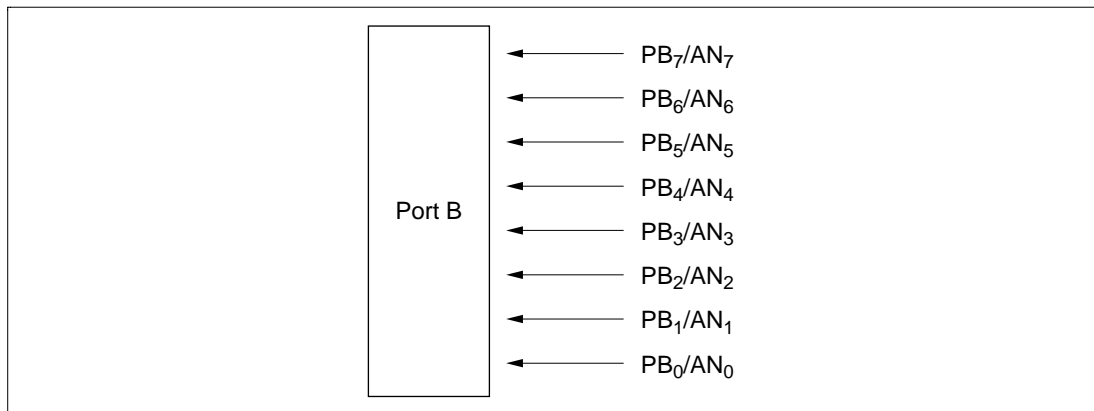 PB₇/AN₇
PB₆/AN₆
PB₅/AN₅
PB₄/AN₄
Port B
PB₃/AN₃
PB₂/AN₂
PB₁/AN₁
PB₀/AN₀